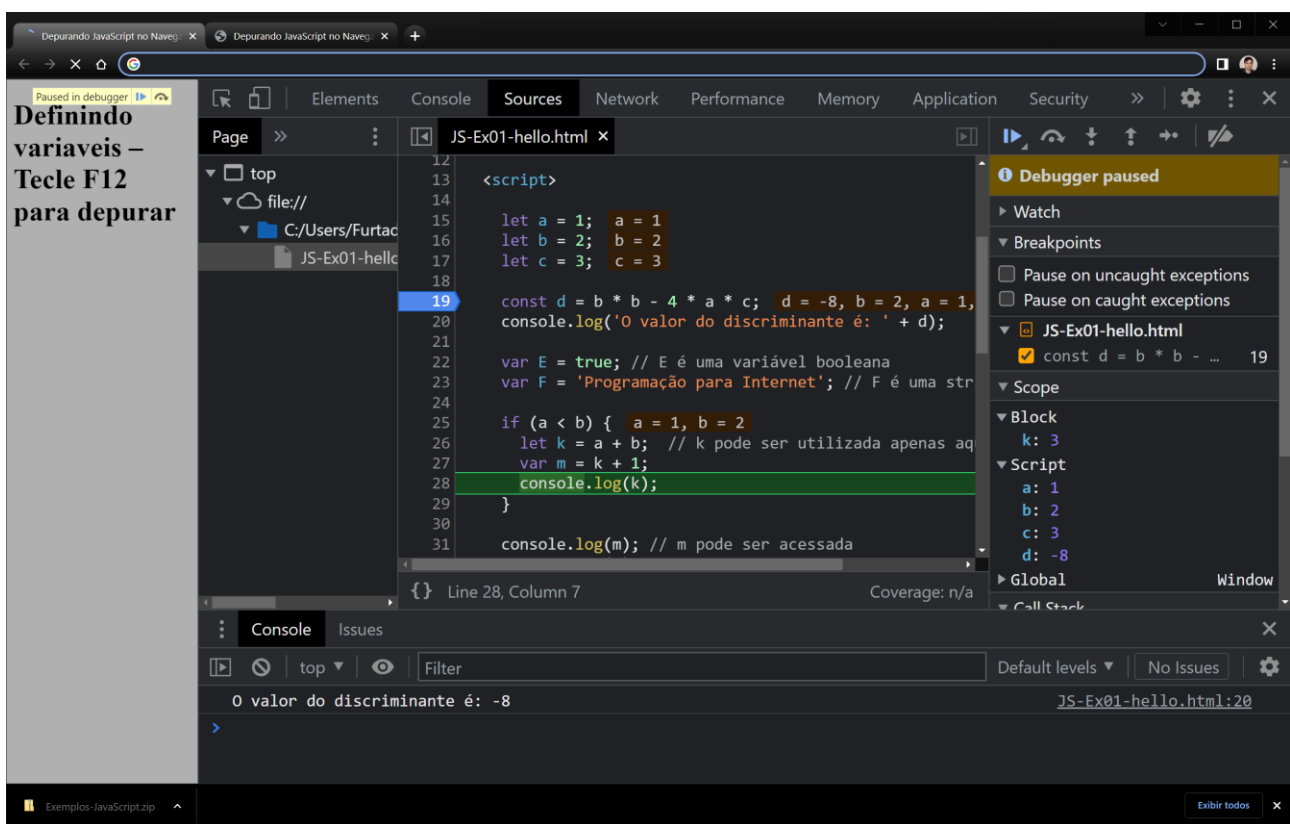 Depurando JavaScript no Naveg
Depurando JavaScript no Naveg
Paused in debugger
Definindo
variaveis –
Tecle F12
para depurar
Elements Console Sources Network Performance Memory Application Security
Page
top
file://
C:/Users/Furtad
JS-Ex01-hello
JS-Ex01-hello.html
12
13 <script>
14
15 let a = 1; a = 1
16 let b = 2; b = 2
17 let c = 3; c = 3
18
19 const d = b * b - 4 * a * c; d = -8, b = 2, a = 1,
20 console.log('O valor do discriminante é: ' + d);
21
22 var E = true; // E é uma variável booleana
23 var F = 'Programação para Internet'; // F é uma str
24
25 if (a < b) { a = 1, b = 2
26 let k = a + b; // k pode ser utilizada apenas aq
27 var m = k + 1;
28 console.log(k);
29 }
30
31 console.log(m); // m pode ser acessada
{} Line 28, Column 7 Coverage: n/a
Debugger paused
Watch
Breakpoints
Pause on uncaught exceptions
Pause on caught exceptions
JS-Ex01-hello.html
const d = b * b - … 19
Scope
Block
k: 3
Script
a: 1
b: 2
c: 3
d: -8
Global Window
Call Stack
Console Issues
top Filter Default levels No Issues
O valor do discriminante é: -8 JS-Ex01-hello.html:20
Exemplos-JavaScript.zip Exibir todos